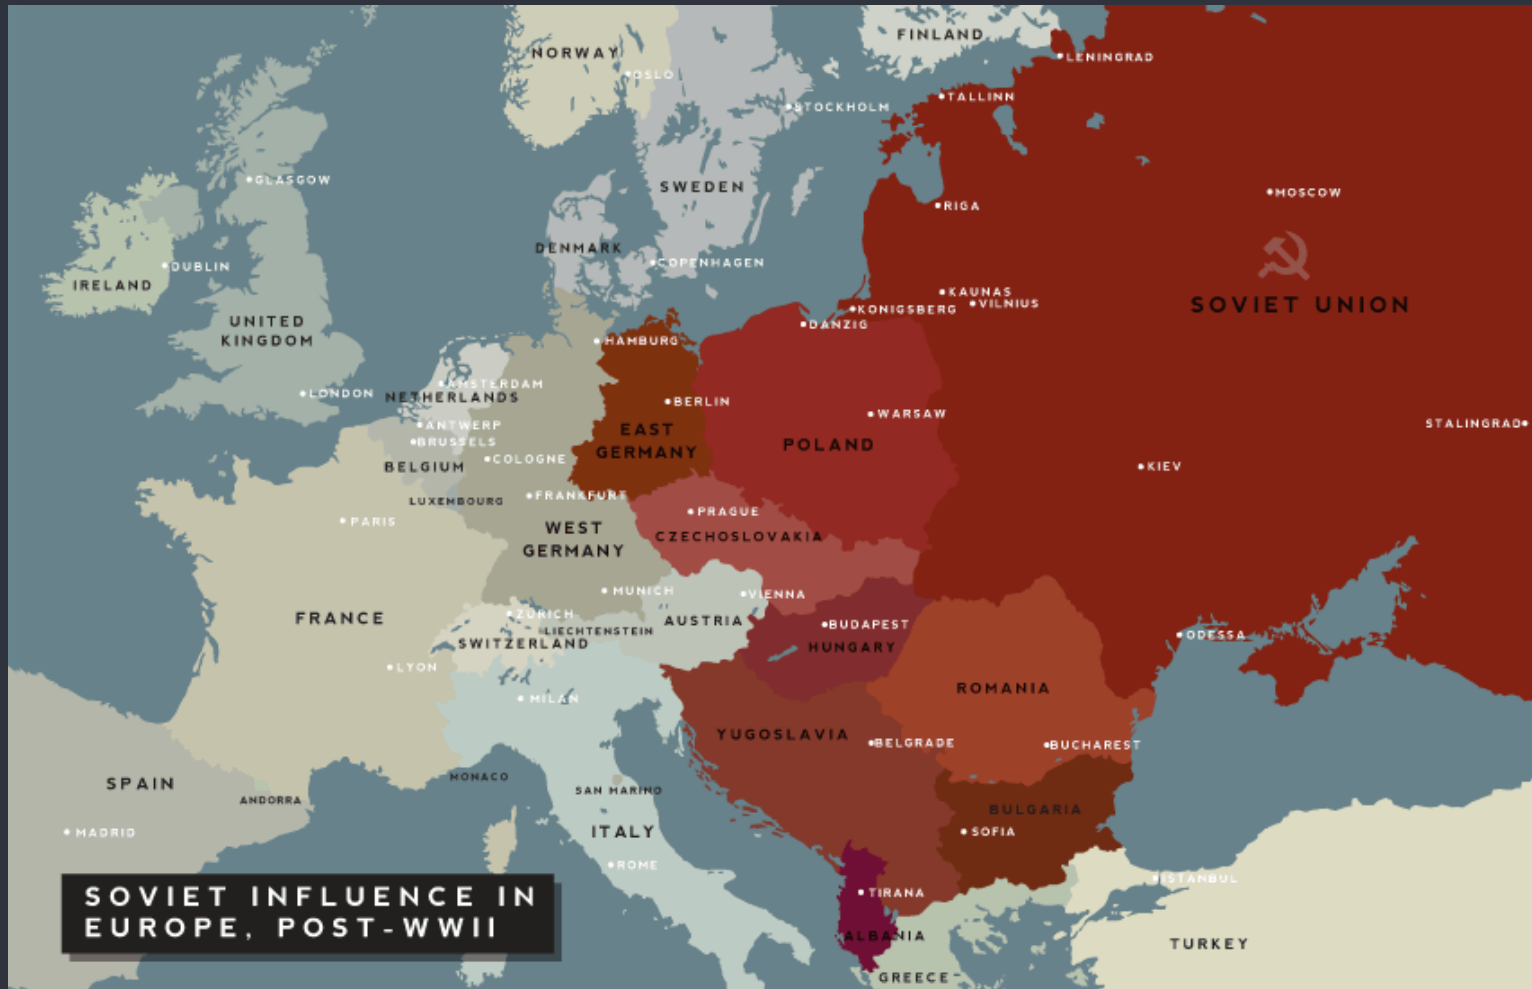 NORWAY
OSLO
FINLAND
LENINGRAD
TALLINN
STOCKHOLM
GLASGOW
SWEDEN
MOSCOW
RIGA
DENMARK
COPENHAGEN
DUBLIN
IRELAND
KAUNAS
VILNIUS
SOVIET UNION
KONIGSBERG
DANZIG
UNITED
KINGDOM
HAMBURG
AMSTERDAM
NETHERLANDS
LONDON
BERLIN
WARSAW
STALINGRAD
ANTWERP
BRUSSELS
EAST
GERMANY
POLAND
COLOGNE
BELGIUM
KIEV
LUXEMBOURG
FRANKFURT
PRAGUE
PARIS
WEST
GERMANY
CZECHOSLOVAKIA
MUNICH
VIENNA
FRANCE
ZURICH
LIECHTENSTEIN
SWITZERLAND
AUSTRIA
BUDAPEST
HUNGARY
ODESSA
LYON
MILAN
ROMANIA
YUGOSLAVIA
BELGRADE
BUCHAREST
SPAIN
MONACO
ANDORRA
SAN MARINO
BULGARIA
MADRID
ITALY
SOFIA
ROME
ISTANBUL
TIRANA
SOVIET INFLUENCE IN
EUROPE, POST-WWII
ALBANIA
TURKEY
GREECE